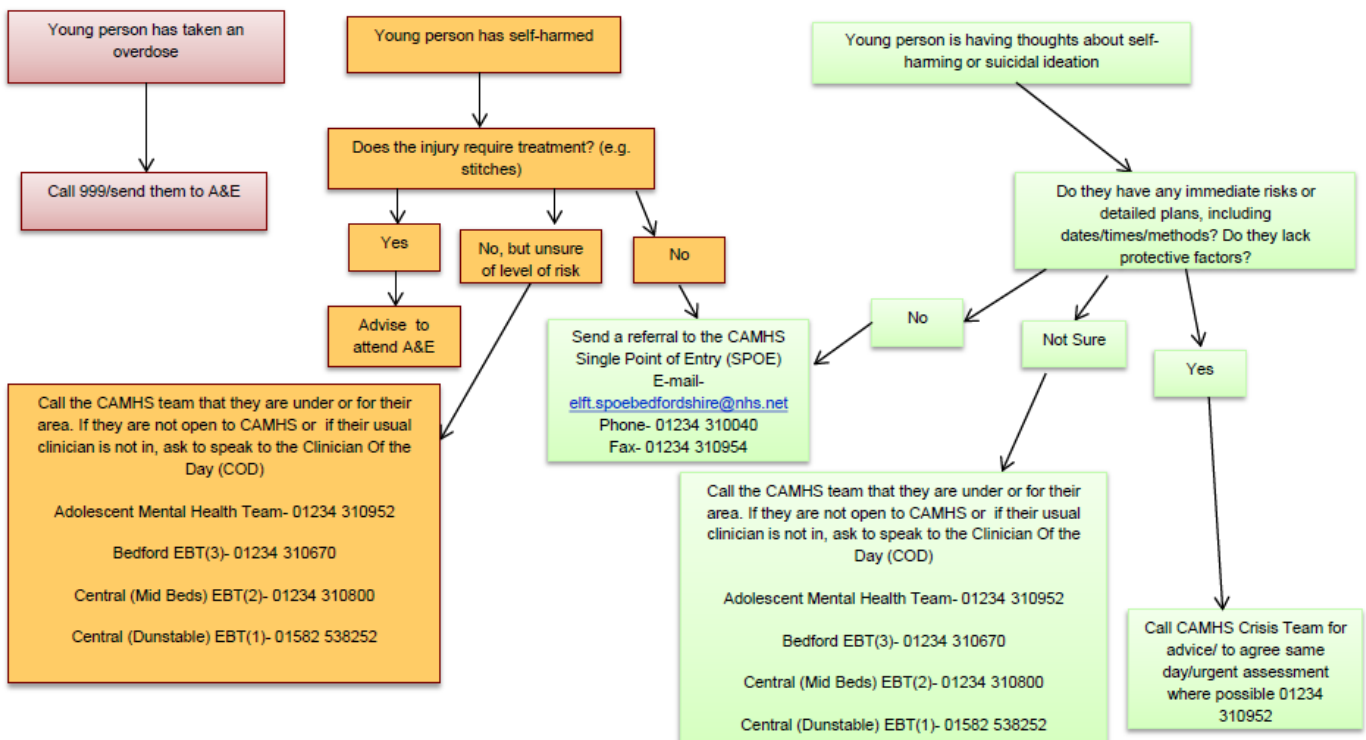 Young person has taken an
overdose
Call 999/send them to A&E
Young person has self-harmed
Does the injury require treatment? (e.g.
stitches)
Yes
No, but unsure
of level of risk
No
Advise to
attend A&E
Call the CAMHS team that they are under or for their
area. If they are not open to CAMHS or if their usual
clinician is not in, ask to speak to the Clinician Of the
Day (COD)
Adolescent Mental Health Team- 01234 310952
Bedford EBT(3)- 01234 310670
Central (Mid Beds) EBT(2)- 01234 310800
Central (Dunstable) EBT(1)- 01582 538252
Send a referral to the CAMHS
Single Point of Entry (SPOE)
E-mail-
elft.spoebedfordshire@nhs.net
Phone- 01234 310040
Fax- 01234 310954
Young person is having thoughts about self-
harming or suicidal ideation
Do they have any immediate risks or
detailed plans, including
dates/times/methods? Do they lack
protective factors?
No
Not Sure
Yes
Call the CAMHS team that they are under or for their
area. If they are not open to CAMHS or if their usual
clinician is not in, ask to speak to the Clinician Of the
Day (COD)
Adolescent Mental Health Team- 01234 310952
Bedford EBT(3)- 01234 310670
Central (Mid Beds) EBT(2)- 01234 310800
Central (Dunstable) EBT(1)- 01582 538252
Call CAMHS Crisis Team for
advice/ to agree same
day/urgent assessment
where possible 01234
310952